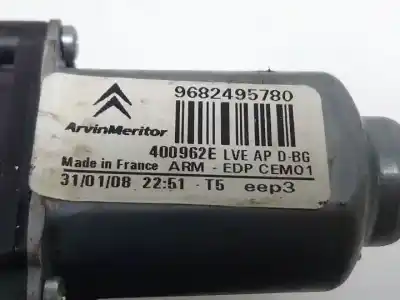 9682495780
ArvinMeritor
400962E LVE AP D-BG
Made in France ARM - EDP CEM01
31/01/08 22:51 - T5 eep3